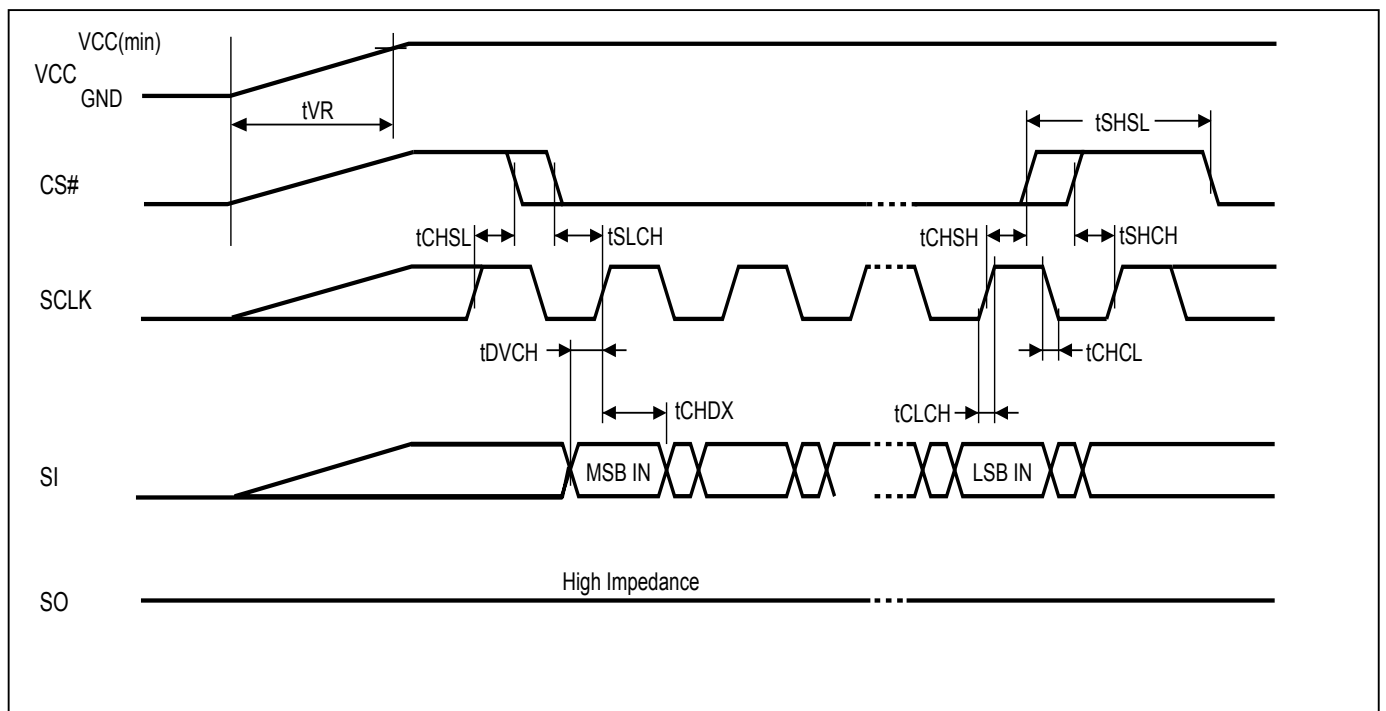 VCC(min)
VCC
GND
tVR
tSHSL
CS#
tCHSL
tSLCH
tCHSH
tSHCH
SCLK
tDVCH
tCHCL
tCHDX
tCLCH
SI
MSB IN
LSB IN
High Impedance
SO